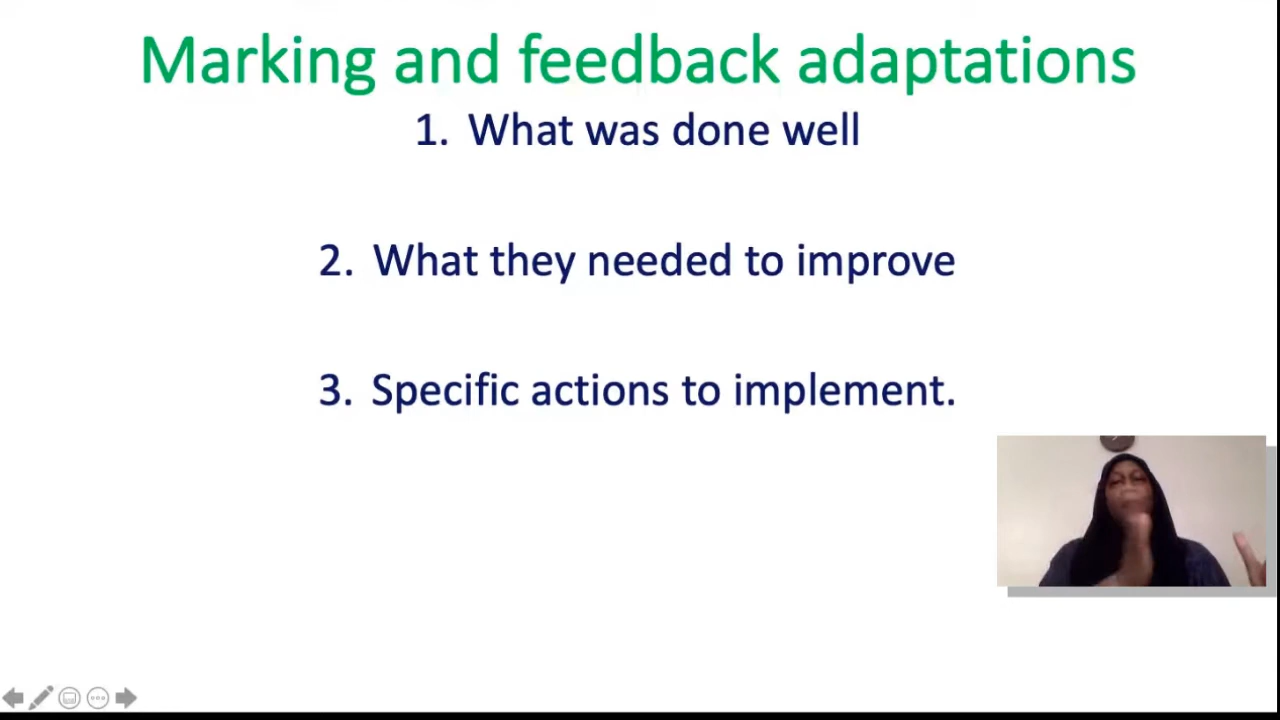 Marking and feedback adaptations
1. What was done well
2. What they needed to improve
3. Specific actions to implement.